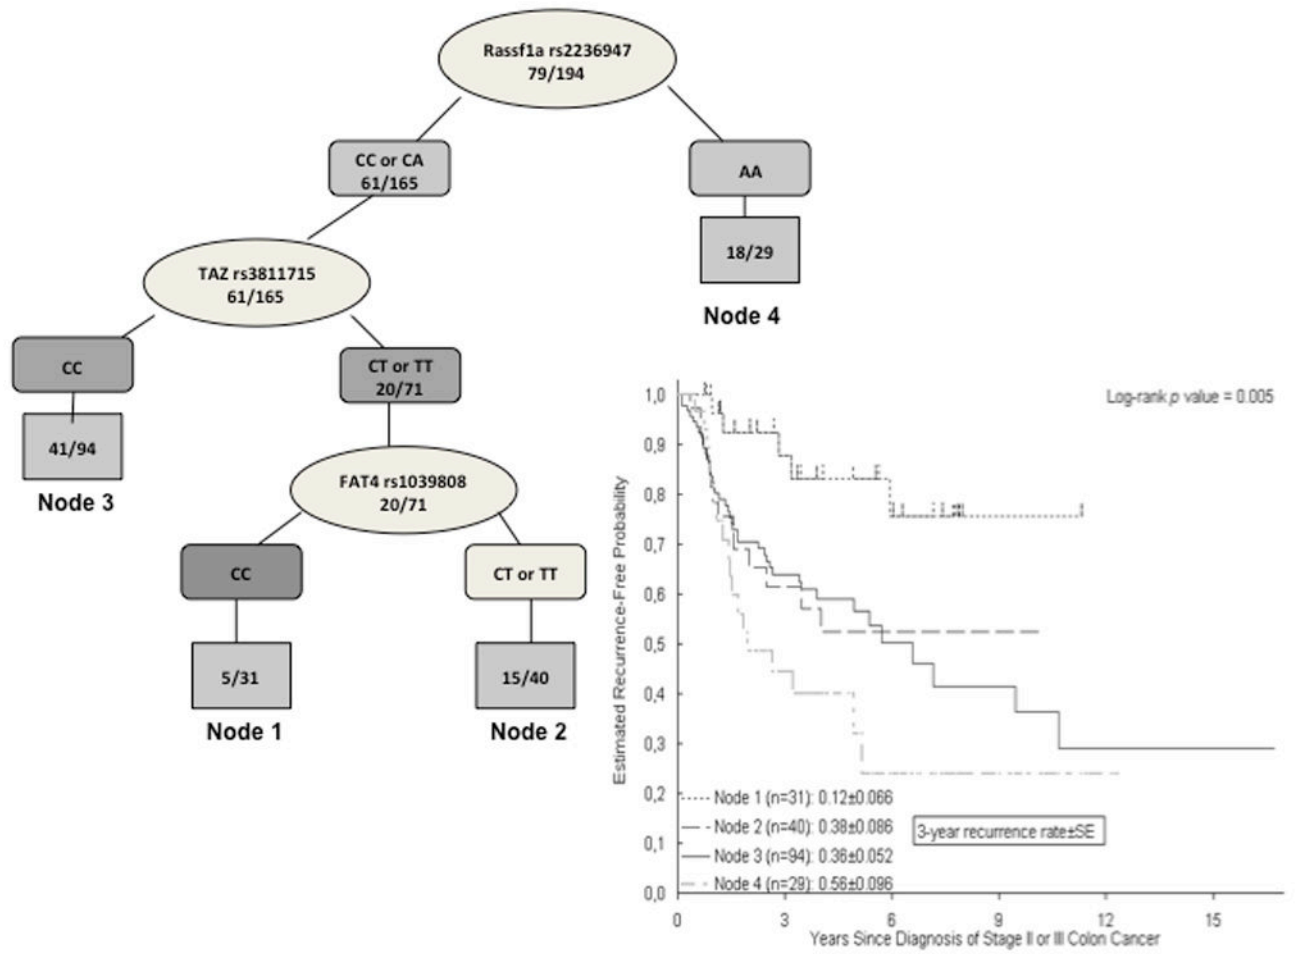 Rassf1a rs2236947
79/194
CC or CA
61/165
AA
18/29
Node 4
TAZ rs3811715
61/165
CC
41/94
Node 3
CT or TT
20/71
FAT4 rs1039808
20/71
CC
5/31
Node 1
CT or TT
15/40
Node 2
Log-rank p value = 0.005
Estimated Recurrence-Free Probability
1,0
0,9
0,8
0,7
0,6
0,5
0,4
0,3
0,2
0,1
0,0
Node 1 (n=31): 0.12±0.066
Node 2 (n=40): 0.38±0.086
Node 3 (n=94): 0.36±0.052
Node 4 (n=29): 0.56±0.096
3-year recurrence rate±SE
0 3 6 9 12 15
Years Since Diagnosis of Stage II or III Colon Cancer